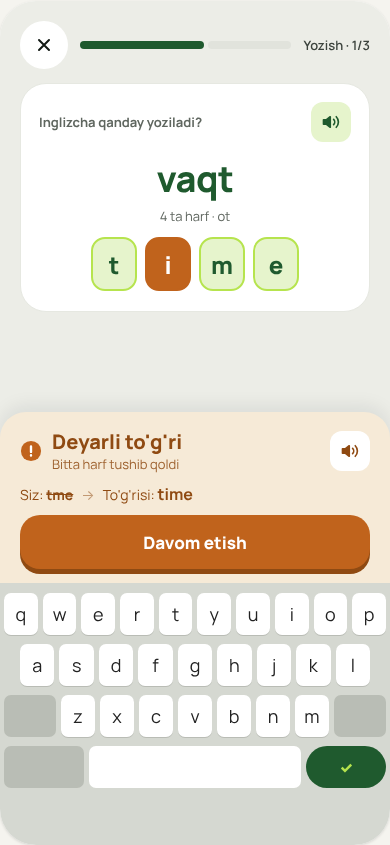 Yozish · 1/3
Inglizcha qanday yoziladi?
vaqt
4 ta harf · ot
t i m e
Deyarli to'g'ri
Bitta harf tushib qoldi
Siz: tme → To'g'risi: time
Davom etish
q w e r t y u i o p
a s d f g h j k l
z x c v b n m